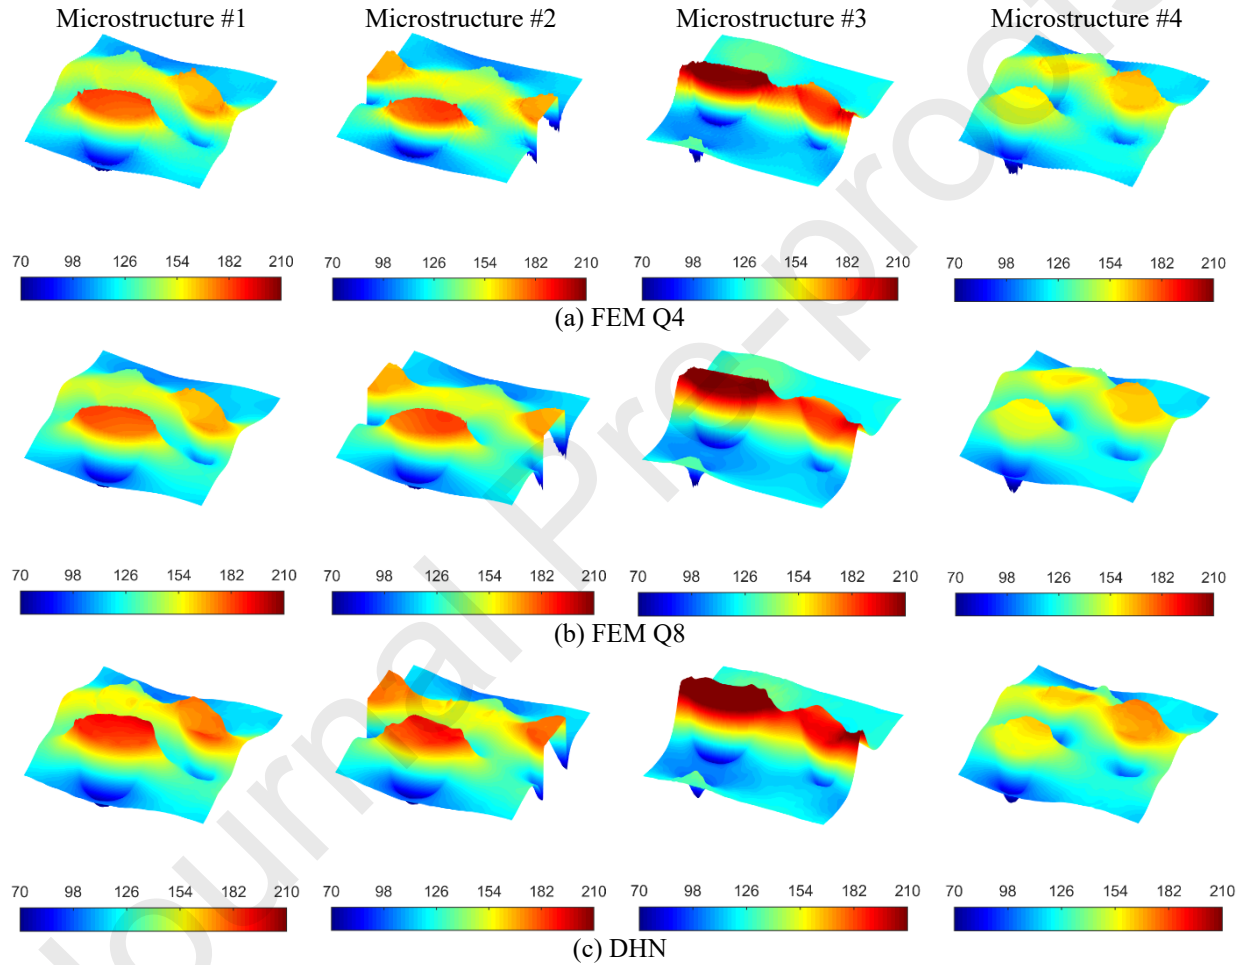 Microstructure #1 Microstructure #2 Microstructure #3 Microstructure #4
70 98 126 154 182 210 70 98 126 154 182 210 70 98 126 154 182 210 70 98 126 154 182 210
(a) FEM Q4
70 98 126 154 182 210 70 98 126 154 182 210 70 98 126 154 182 210 70 98 126 154 182 210
(b) FEM Q8
70 98 126 154 182 210 70 98 126 154 182 210 70 98 126 154 182 210 70 98 126 154 182 210
(c) DHN
Journal Pre-proofs